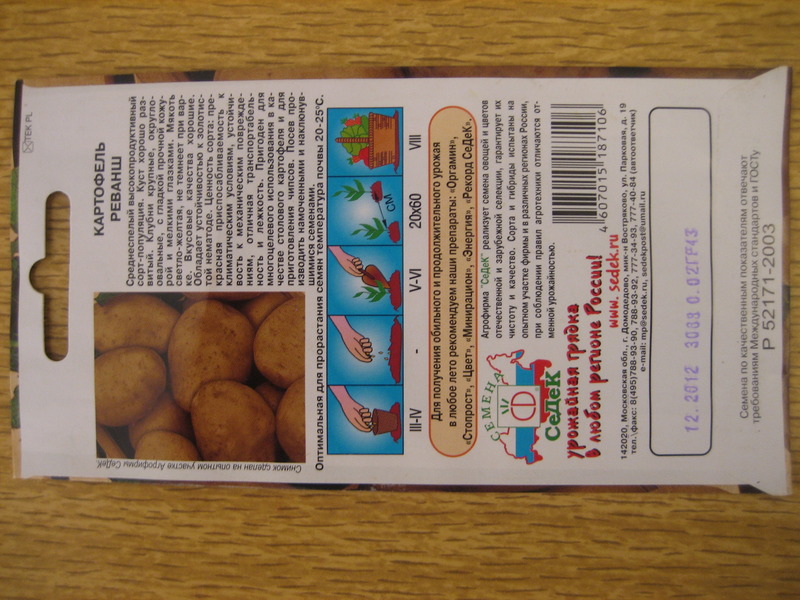 TEK.PL
КАРТОФЕЛЬ
РЕВАНШ
Среднеспелый высокопродуктивный
сорт-популяция. Куст хорошо раз-
витый. Клубни крупные, округло-
овальные, с гладкой прочной кожу-
рой и мелкими глазками. Мякоть
светло-желтая, не темнеет при вар-
ке. Вкусовые качества хорошие.
Обладает устойчивостью к золотис-
той нематоде. Ценность сорта: пре-
красная приспосабливаемость к
климатическим условиям, устойчи-
вость к механическим поврежде-
ниям, отличная транспортабель-
ность и лежкость. Пригоден для
многоцелевого использования в ка-
честве столового картофеля и для
приготовления чипсов. Посев про-
изводить намоченными и наклюнув-
шимися семенами.
Снимок сделан на опытном участке Агрофирмы СеДеК
Оптимальная для прорастания семян температура почвы 20-25°С.
СМ
III-IV - V-VI 20x60 VIII
Для получения обильного и продолжительного урожая
в любое лето рекомендуем наши препараты: «Оргамин»,
«Стопрост», «Цвет», «Минирацион», «Энергия», «Рекорд СеДеК».
СЕМЕНА
СеДеК
Агрофирма "СеДеК" реализует семена овощей и цветов
отечественной и зарубежной селекции, гарантирует их
чистоту и качество. Сорта и гибриды испытаны на
опытном участке Фирмы и в различных регионах России,
при соблюдении правил агротехники отличаются от-
менной урожайностью.
4 607015 187106
урожайная грядка
в любом регионе России!
www.sedek.ru
142020, Московская обл., г. Домодедово, мик-н Востряково, ул. Парковая, д. 19
тел.\факс: 8(495)788-93-90, 788-93-92, 777-34-93, 777-40-84 (автоответчик)
e-mail: mp@sedek.ru, sedekpost@umail.ru
12.2012
Семена по качественным показателям отвечают
требованиям Международных стандартов и ГОСТу
Р 52171-2003